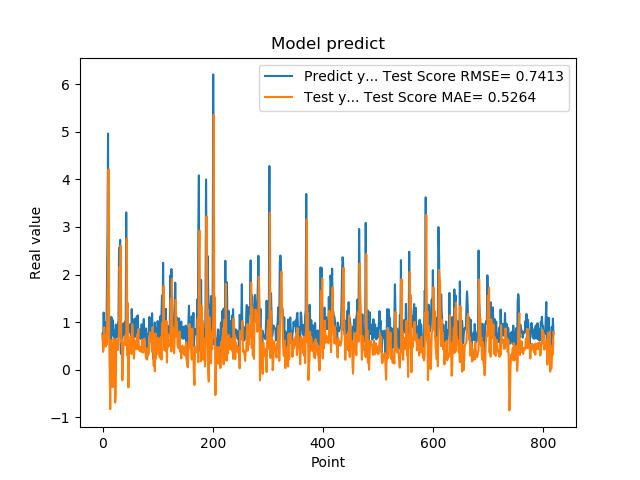 Model predict
Predict y... Test Score RMSE= 0.7413
Test y... Test Score MAE= 0.5264
Real value
6
5
4
3
2
1
0
−1
0 200 400 600 800
Point